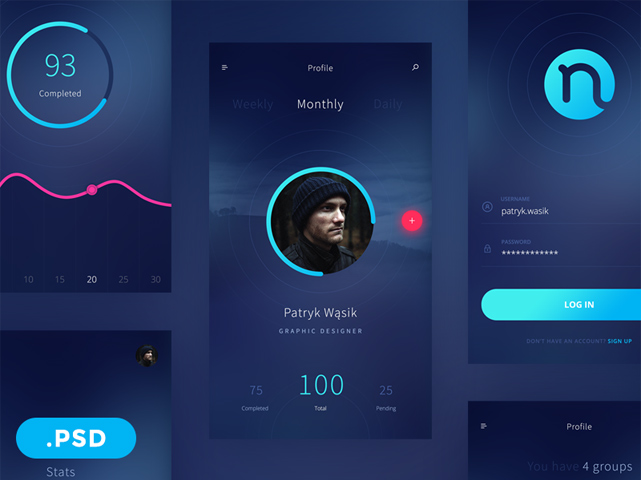 93
Completed
10 15 20 25 30
.PSD
Stats
Profile
Weekly Monthly Daily
+
Patryk Wąsik
GRAPHIC DESIGNER
75 100 25
Completed Total Pending
n
USERNAME
patryk.wasik
PASSWORD
************
LOG IN
DON'T HAVE AN ACCOUNT? SIGN UP
Profile
You have 4 groups